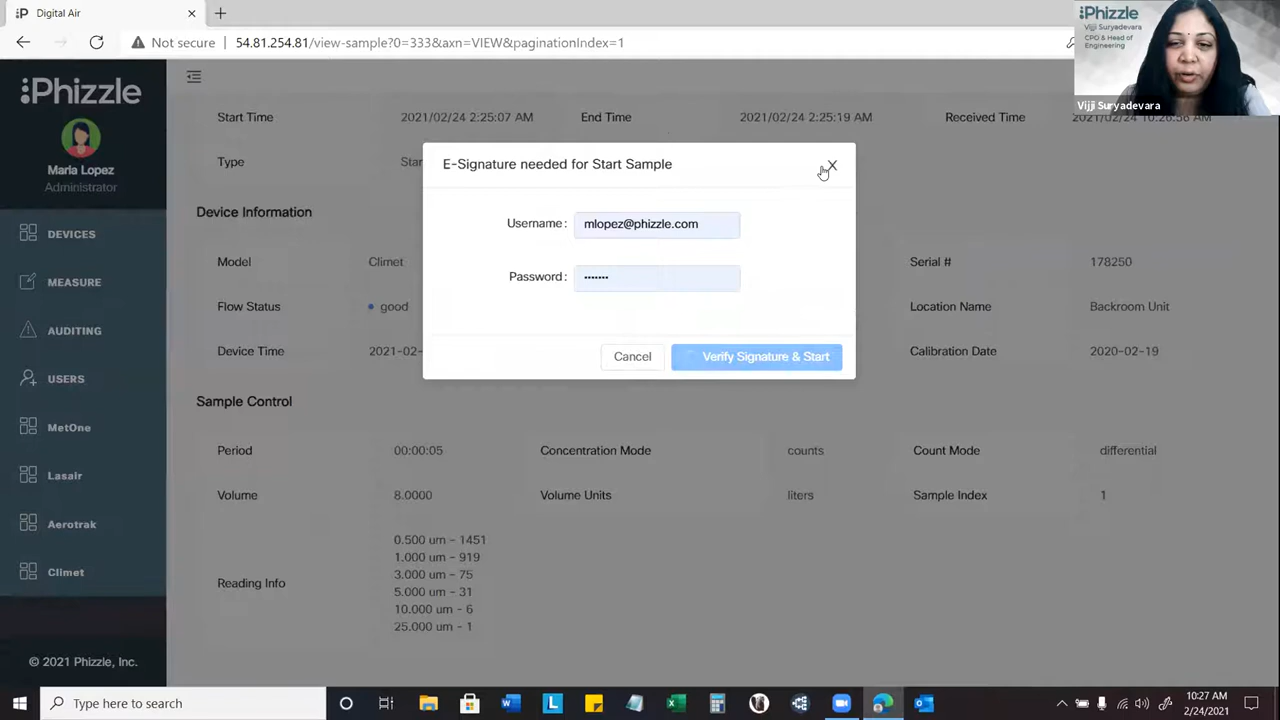 Digital Air
Not secure
54.81.254.81/view-sample?0=333&axn=VIEW&paginationIndex=1
iPhizzle
Vijji Suryadevara
CPO & Head of
Engineering
Vijji Suryadevara
iPhizzle
Maria Lopez
Administrator
DEVICES
MEASURE
AUDITING
USERS
MetOne
Lasair
Aerotrak
Climet
© 2021 Phizzle, Inc.
Start Time
2021/02/24 2:25:07 AM
End Time
2021/02/24 2:25:19 AM
Received Time
Type
Device Information
Model
Climet
Serial #
178250
Flow Status
good
Location Name
Backroom Unit
Device Time
2021-02-
Calibration Date
2020-02-19
E-Signature needed for Start Sample
Username :
mlopez@phizzle.com
Password :
•••••••
Cancel
Verify Signature & Start
Sample Control
Period
00:00:05
Concentration Mode
counts
Count Mode
differential
Volume
8.0000
Volume Units
liters
Sample Index
1
Reading Info
0.500 um - 1451
1.000 um - 919
3.000 um - 75
5.000 um - 31
10.000 um - 6
25.000 um - 1
Type here to search
10:27 AM
2/24/2021